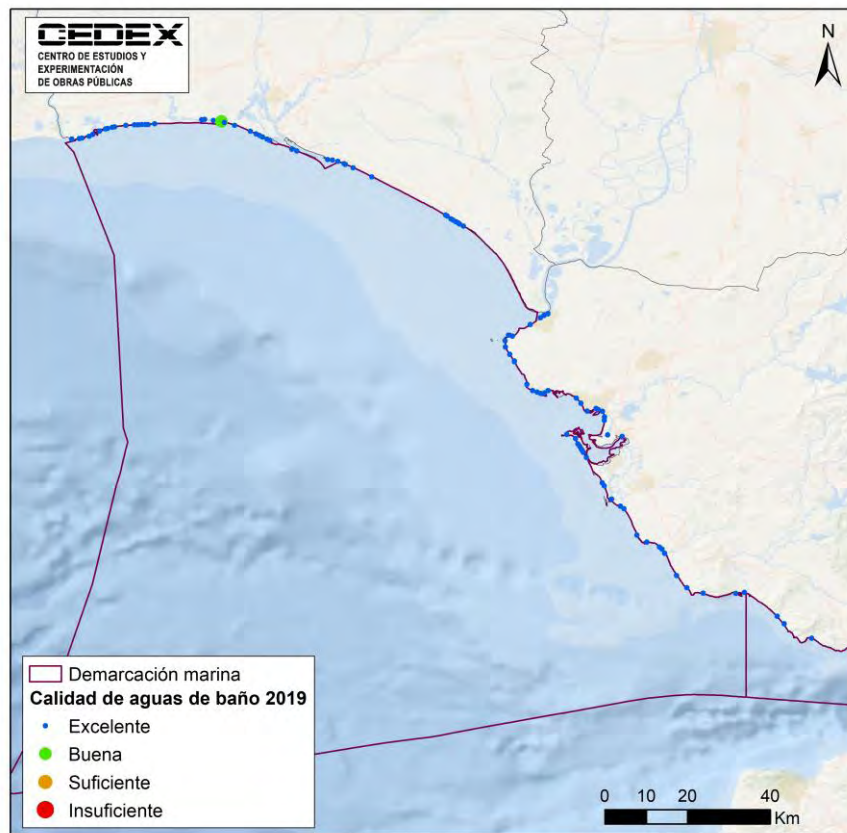 CEDEX
CENTRO DE ESTUDIOS Y
EXPERIMENTACIÓN
DE OBRAS PÚBLICAS
N
Demarcación marina
Calidad de aguas de baño 2019
Excelente
Buena
Suficiente
Insuficiente
0 10 20 40
Km